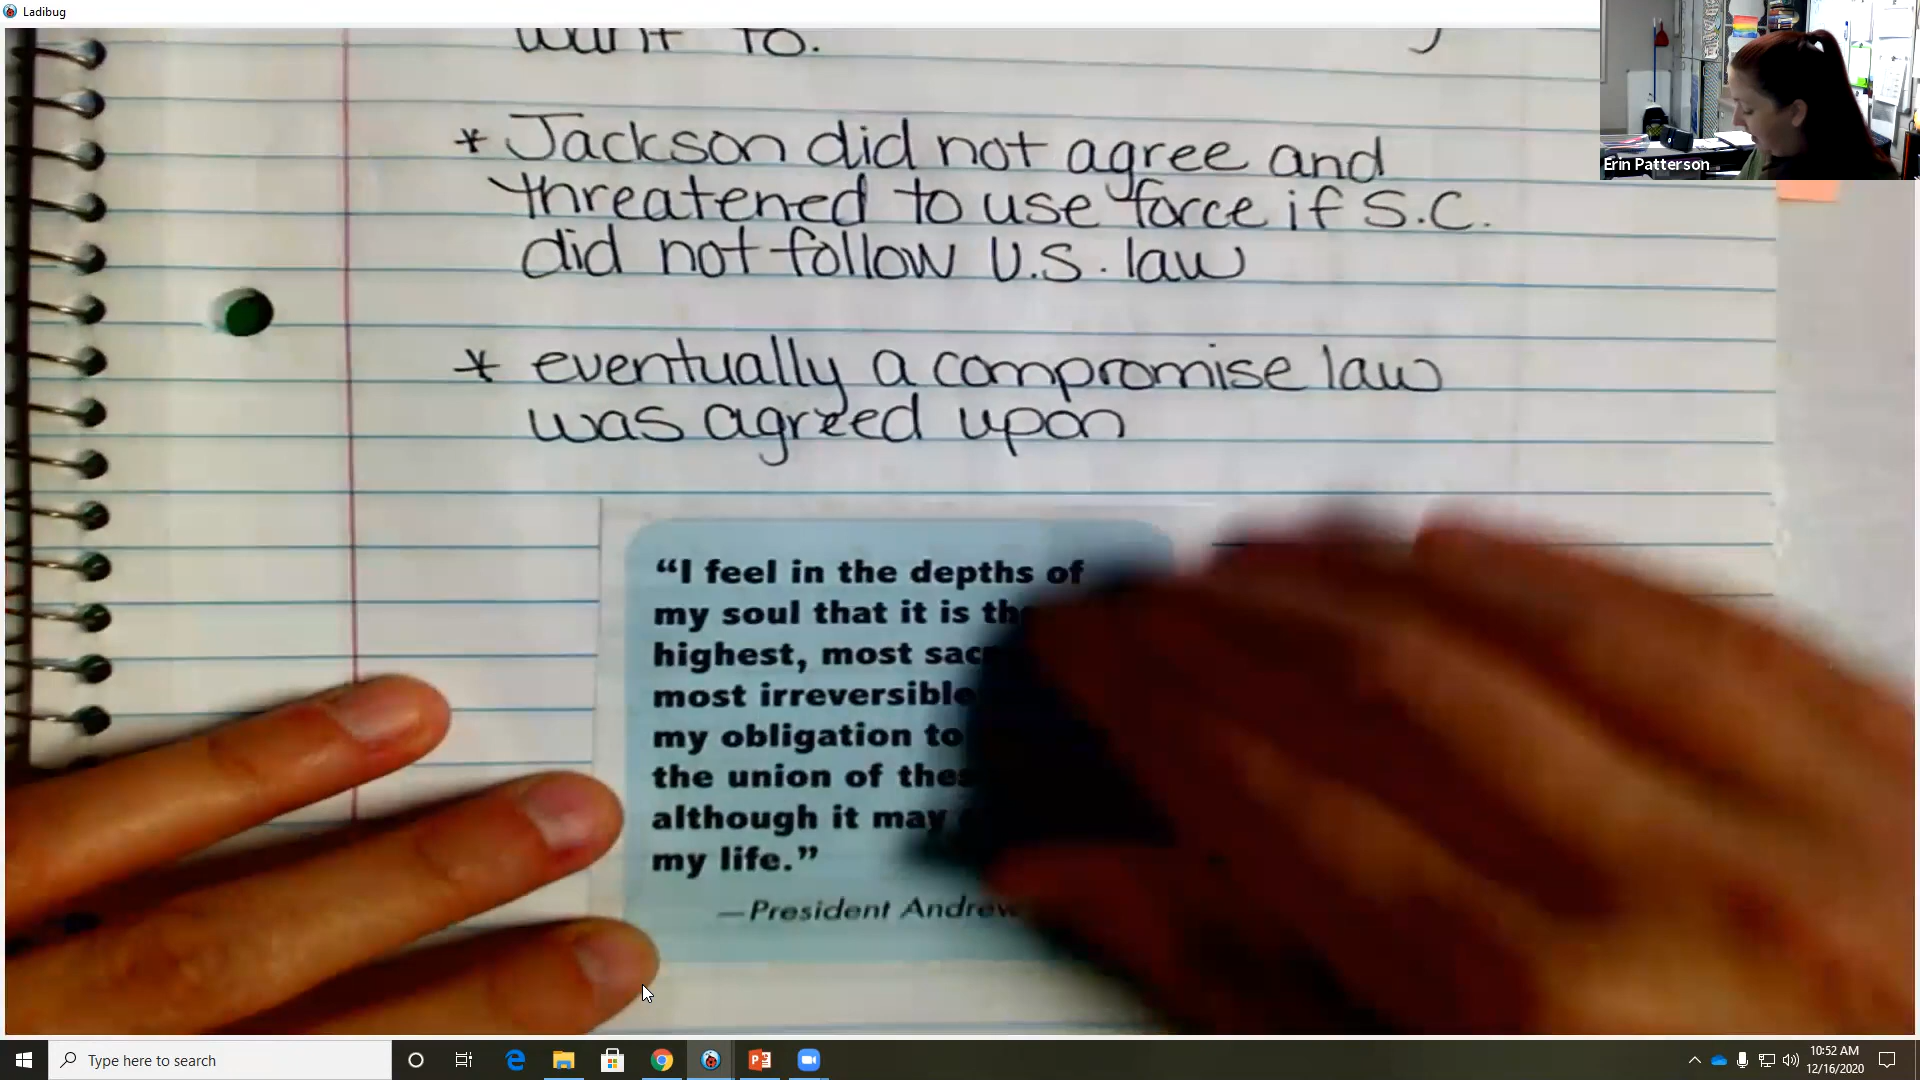 Ladibug
want to.
Erin Patterson
* Jackson did not agree and
threatened to use force if S.C.
did not follow U.S. law
* eventually a compromise law
was agreed upon
“I feel in the depths of
my soul that it is
highest, most
most irreversible
my obligation to
the union of
although it may
my life.”
—President Andrew
Type here to search
10:52 AM
12/16/2020